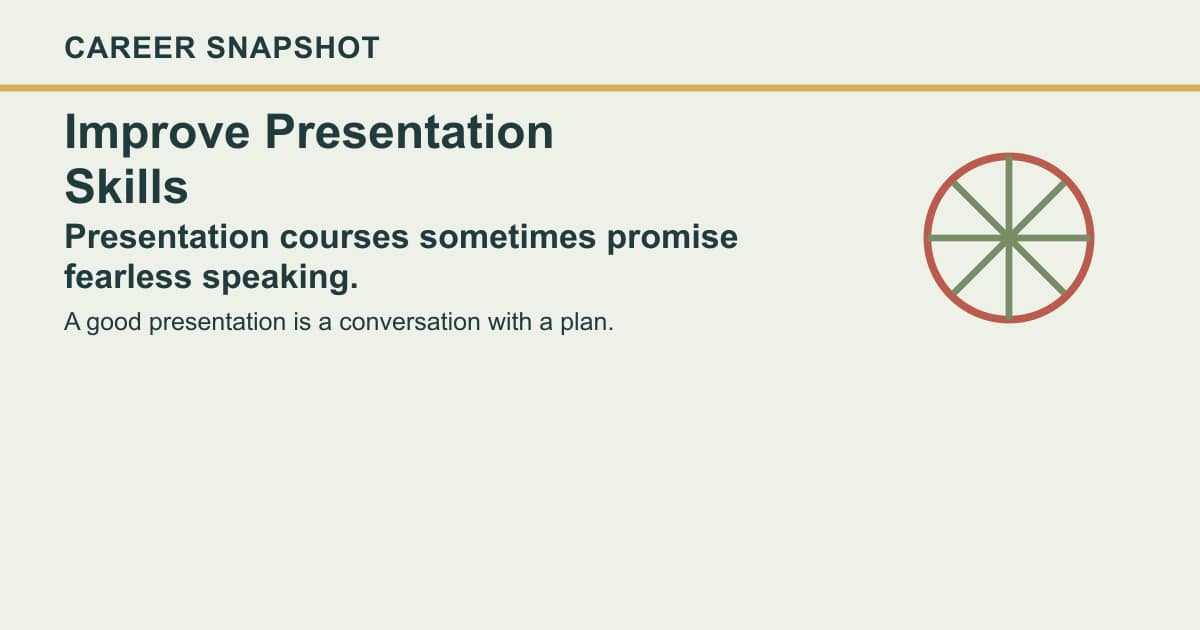 CAREER SNAPSHOT
Improve Presentation
Skills
Presentation courses sometimes promise
fearless speaking.
A good presentation is a conversation with a plan.